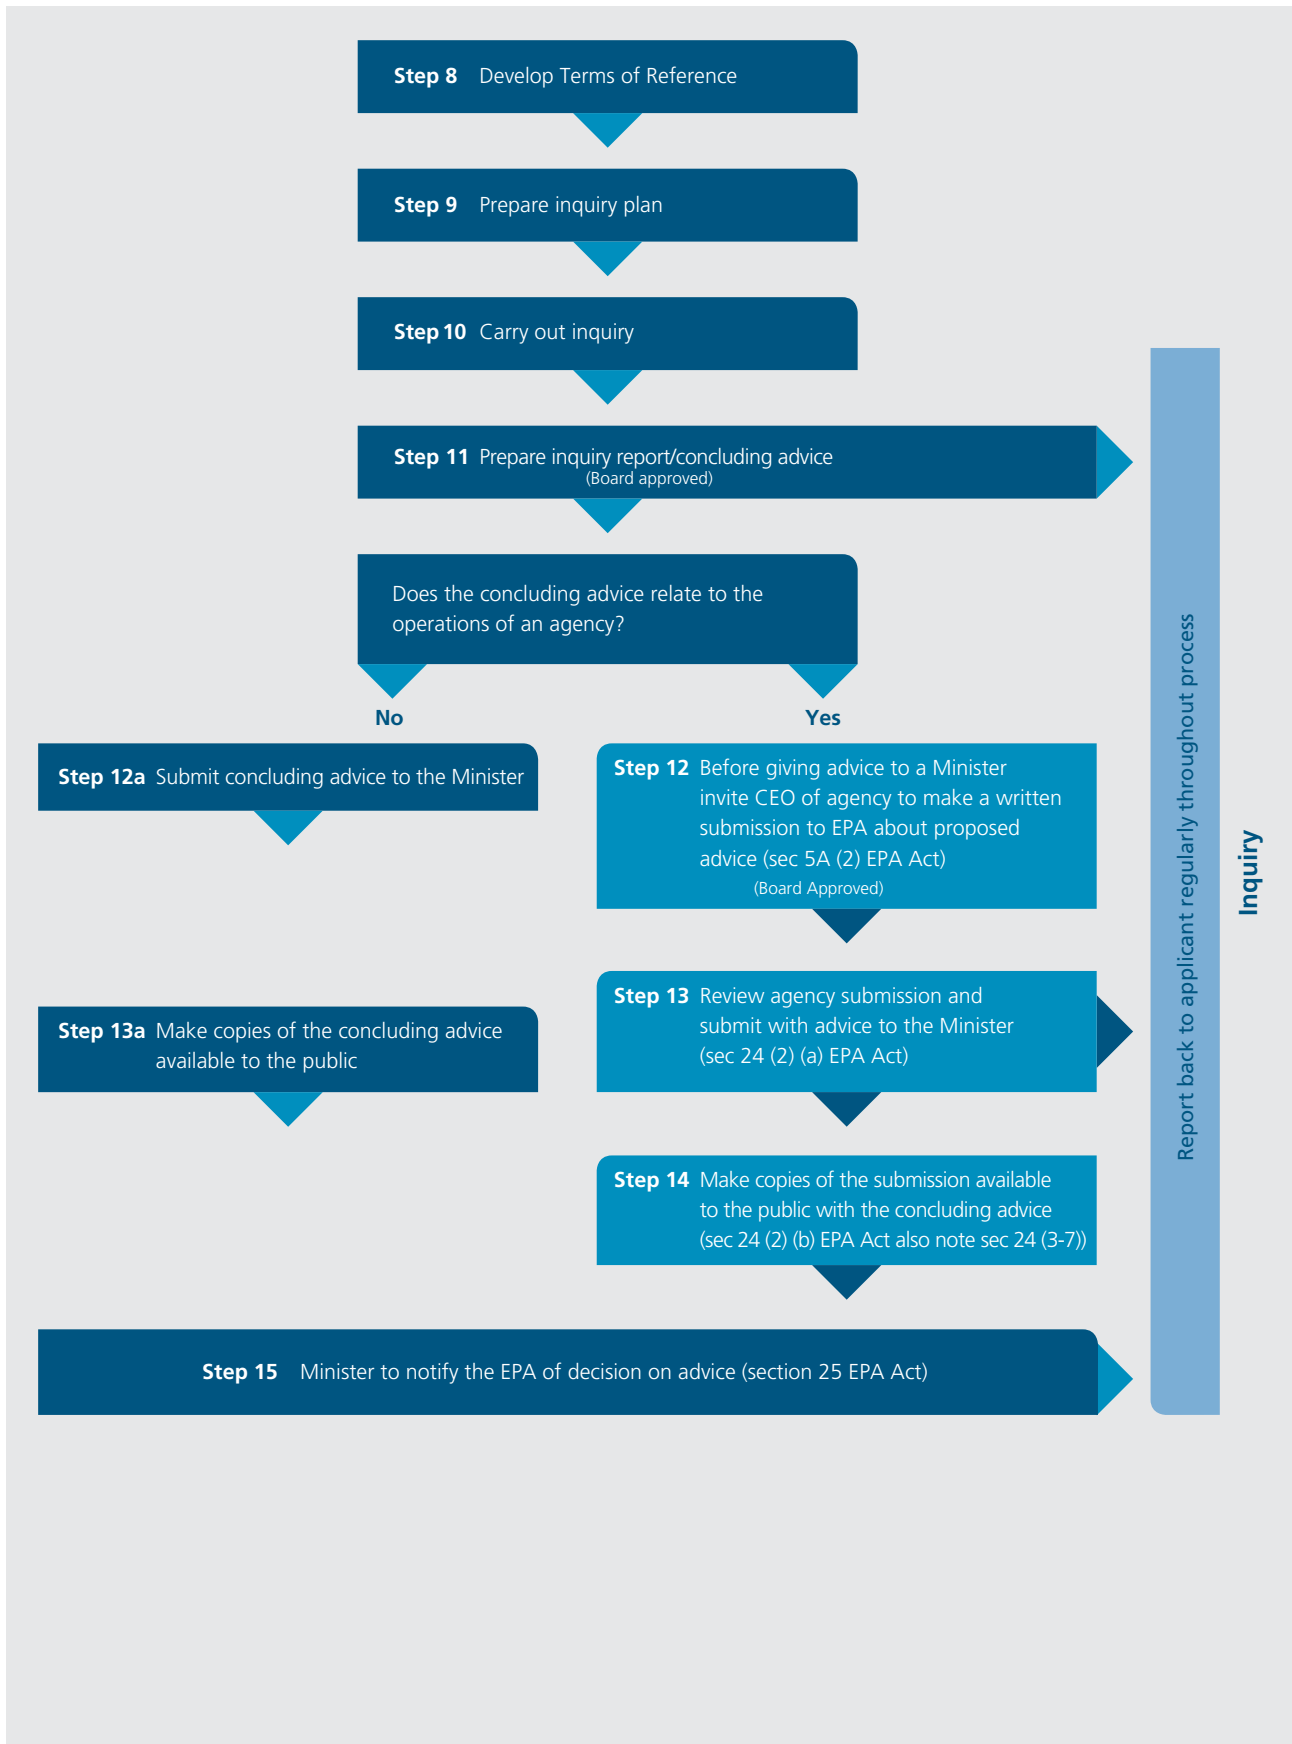 Step 8 Develop Terms of Reference
Step 9 Prepare inquiry plan
Step 10 Carry out inquiry
Step 11 Prepare inquiry report/concluding advice
(Board approved)
Does the concluding advice relate to the
operations of an agency?
No
Yes
Step 12a Submit concluding advice to the Minister
Step 12 Before giving advice to a Minister
invite CEO of agency to make a written
submission to EPA about proposed
advice (sec 5A (2) EPA Act)
(Board Approved)
Step 13a Make copies of the concluding advice
available to the public
Step 13 Review agency submission and
submit with advice to the Minister
(sec 24 (2) (a) EPA Act)
Step 14 Make copies of the submission available
to the public with the concluding advice
(sec 24 (2) (b) EPA Act also note sec 24 (3-7))
Step 15 Minister to notify the EPA of decision on advice (section 25 EPA Act)
Report back to applicant regularly throughout process
Inquiry